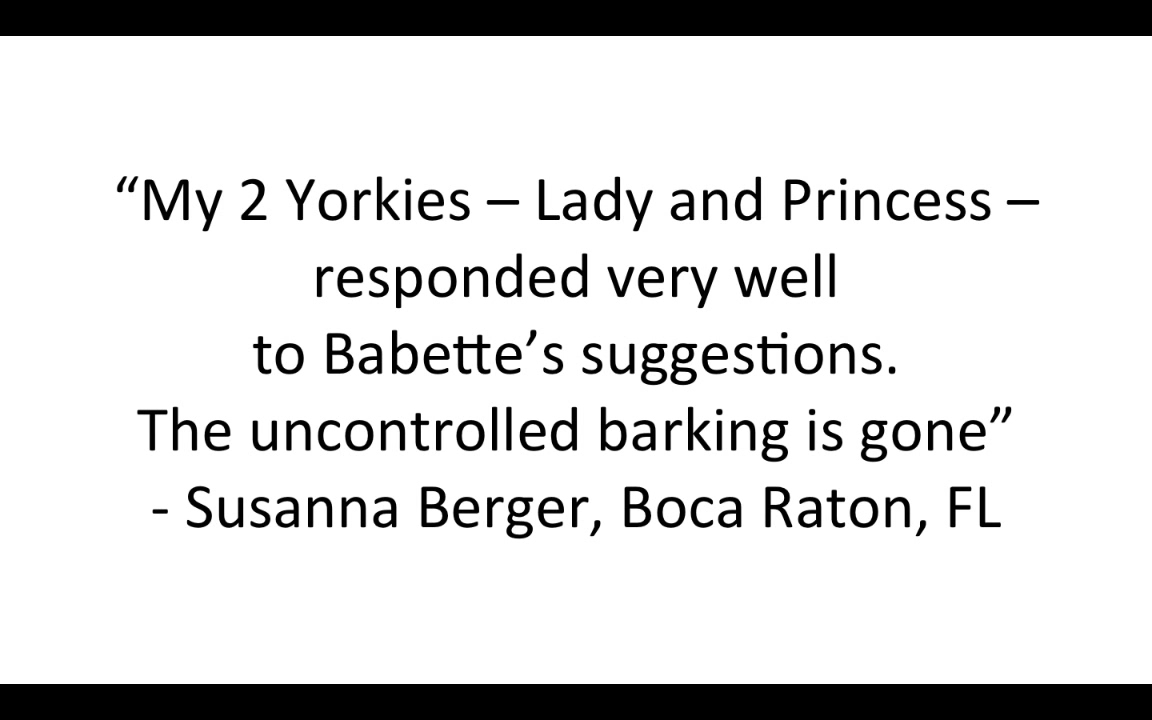 “My 2 Yorkies – Lady and Princess –
responded very well
to Babette’s suggestions.
The uncontrolled barking is gone”
- Susanna Berger, Boca Raton, FL